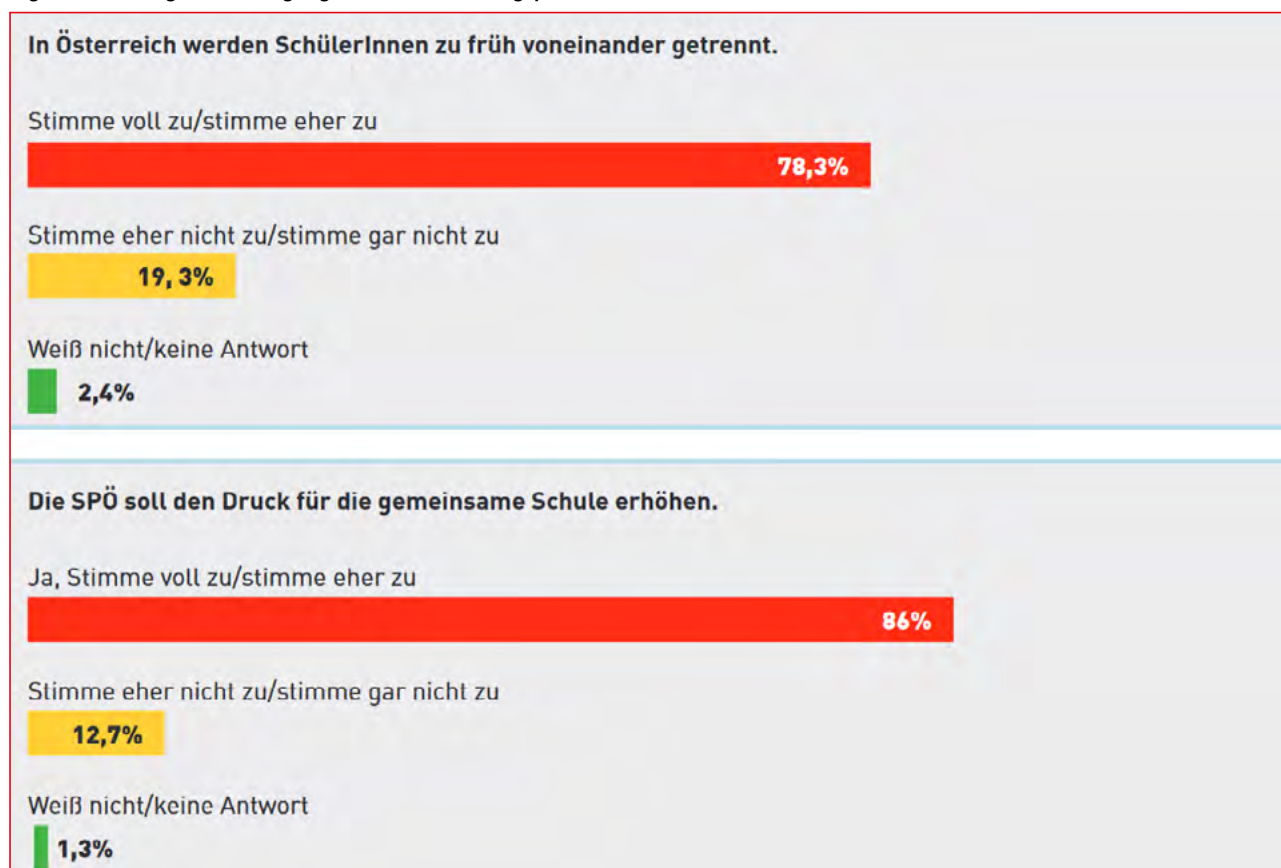 In Österreich werden SchülerInnen zu früh voneinander getrennt.
Stimme voll zu/stimme eher zu
78,3%
Stimme eher nicht zu/stimme gar nicht zu
19, 3%
Weiß nicht/keine Antwort
2,4%
Die SPÖ soll den Druck für die gemeinsame Schule erhöhen.
Ja, Stimme voll zu/stimme eher zu
86%
Stimme eher nicht zu/stimme gar nicht zu
12,7%
Weiß nicht/keine Antwort
1,3%